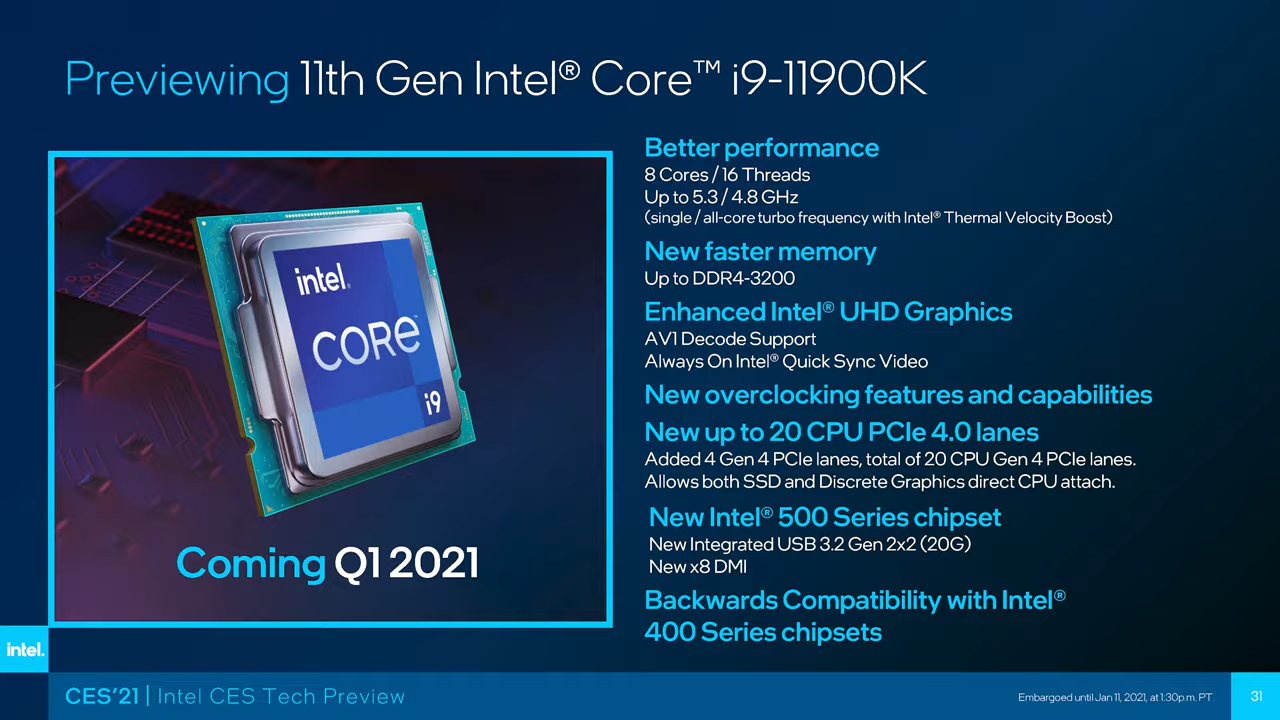 Previewing 11th Gen Intel® Core™ i9-11900K
intel.
CORe™
i9
Coming Q1 2021
Better performance
8 Cores / 16 Threads
Up to 5.3 / 4.8 GHz
(single / all-core turbo frequency with Intel® Thermal Velocity Boost)
New faster memory
Up to DDR4-3200
Enhanced Intel® UHD Graphics
AV1 Decode Support
Always On Intel® Quick Sync Video
New overclocking features and capabilities
New up to 20 CPU PCIe 4.0 lanes
Added 4 Gen 4 PCIe lanes, total of 20 CPU Gen 4 PCIe lanes.
Allows both SSD and Discrete Graphics direct CPU attach.
New Intel® 500 Series chipset
New Integrated USB 3.2 Gen 2x2 (20G)
New x8 DMI
Backwards Compatibility with Intel®
400 Series chipsets
intel.
CES'21 | Intel CES Tech Preview
Embargoed until Jan 11, 2021, at 1:30p.m. PT
31